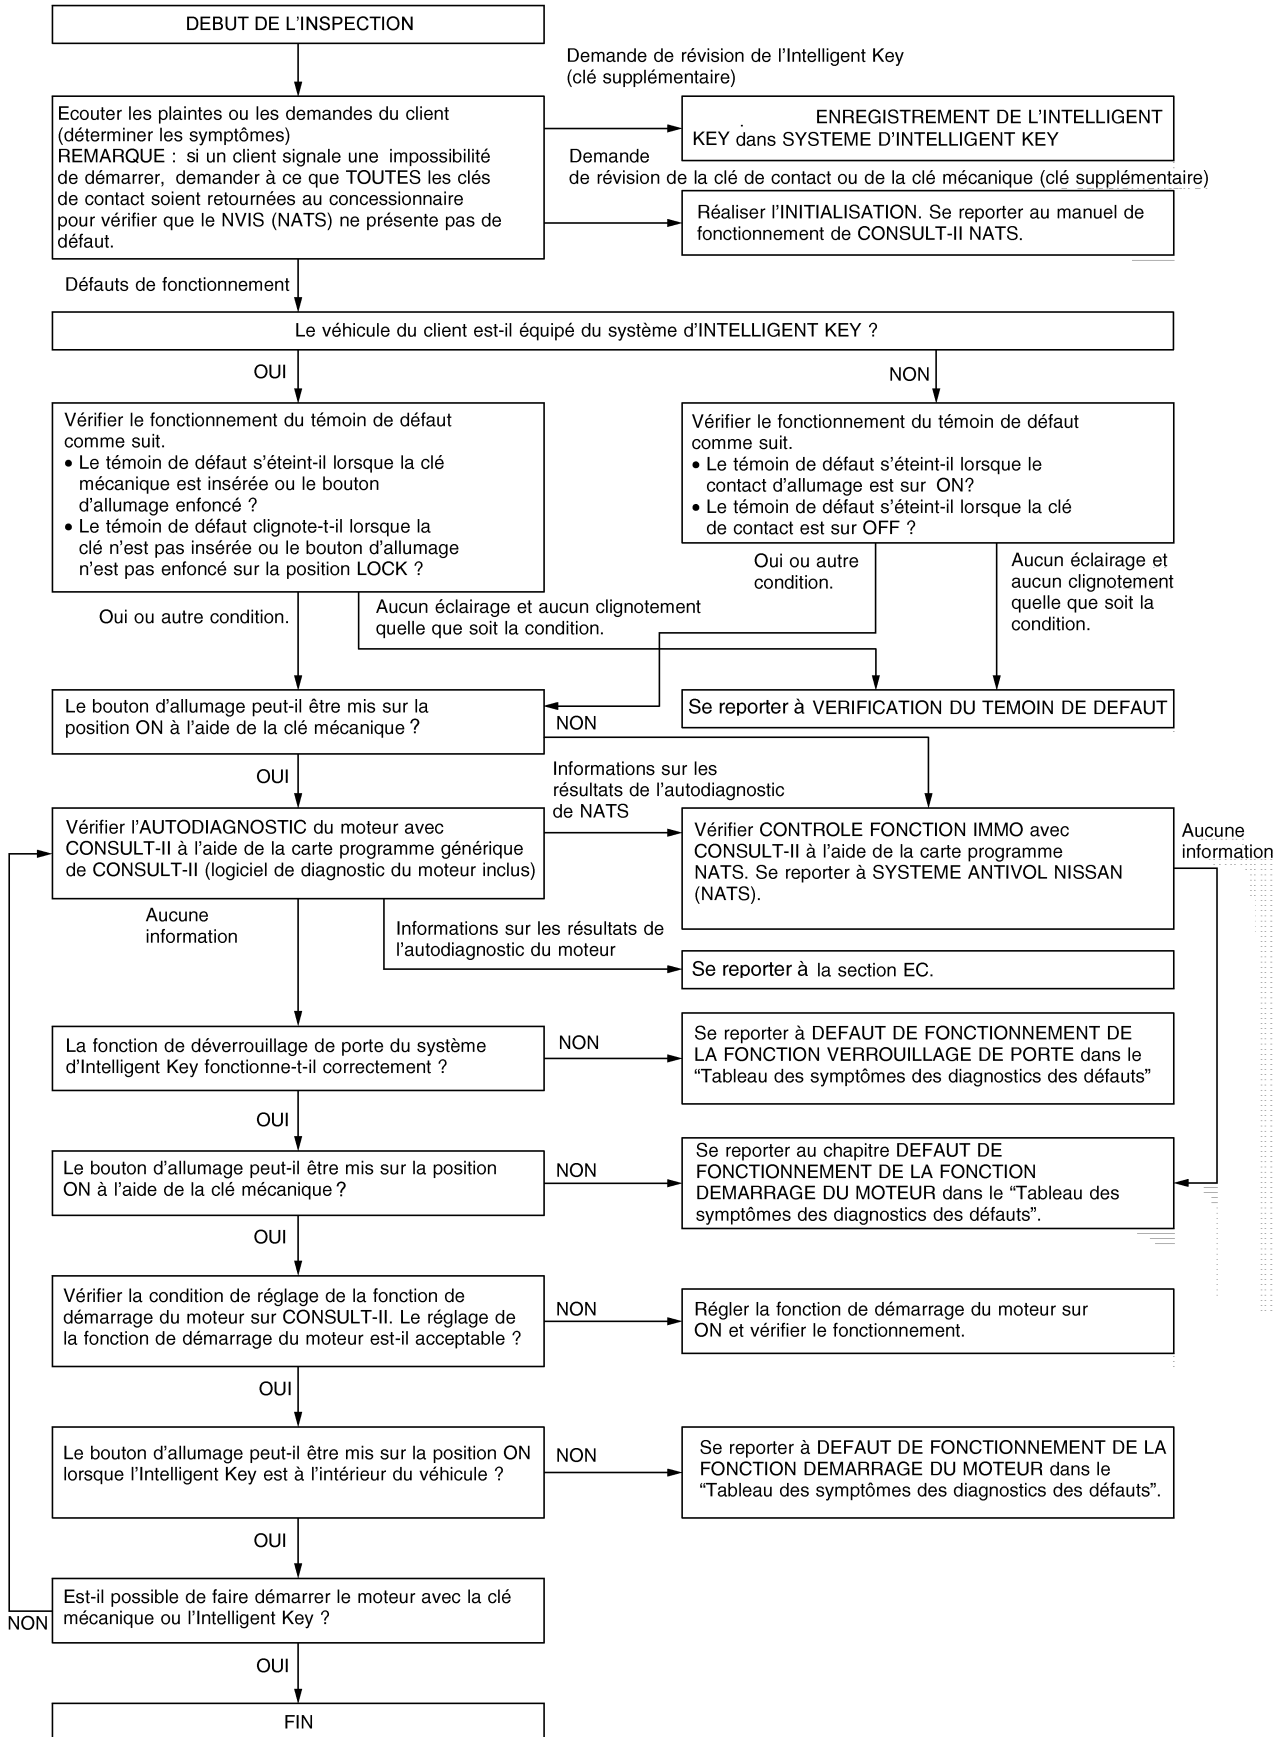 DEBUT DE L'INSPECTION
Demande de révision de l'Intelligent Key
(clé supplémentaire)
Ecouter les plaintes ou les demandes du client
(déterminer les symptômes)
REMARQUE : si un client signale une impossibilité
de démarrer, demander à ce que TOUTES les clés
de contact soient retournées au concessionnaire
pour vérifier que le NVIS (NATS) ne présente pas de
défaut.
ENREGISTREMENT DE L'INTELLIGENT
KEY dans SYSTEME D'INTELLIGENT KEY
Demande
de révision de la clé de contact ou de la clé mécanique (clé supplémentaire)
Réaliser l'INITIALISATION. Se reporter au manuel de
fonctionnement de CONSULT-II NATS.
Défauts de fonctionnement
Le véhicule du client est-il équipé du système d'INTELLIGENT KEY ?
OUI
NON
Vérifier le fonctionnement du témoin de défaut
comme suit.
• Le témoin de défaut s'éteint-il lorsque la clé
mécanique est insérée ou le bouton
d'allumage enfoncé ?
• Le témoin de défaut clignote-t-il lorsque la
clé n'est pas insérée ou le bouton d'allumage
n'est pas enfoncé sur la position LOCK ?
Vérifier le fonctionnement du témoin de défaut
comme suit.
• Le témoin de défaut s'éteint-il lorsque le
contact d'allumage est sur ON?
• Le témoin de défaut s'éteint-il lorsque la clé
de contact est sur OFF ?
Oui ou autre condition.
Aucun éclairage et aucun clignotement
quelle que soit la condition.
Oui ou autre
condition.
Aucun éclairage et
aucun clignotement
quelle que soit la
condition.
Le bouton d'allumage peut-il être mis sur la
position ON à l'aide de la clé mécanique ?
NON
Se reporter à VERIFICATION DU TEMOIN DE DEFAUT
OUI
Informations sur les
résultats de l'autodiagnostic
de NATS
Vérifier l'AUTODIAGNOSTIC du moteur avec
CONSULT-II à l'aide de la carte programme générique
de CONSULT-II (logiciel de diagnostic du moteur inclus)
Vérifier CONTROLE FONCTION IMMO avec
CONSULT-II à l'aide de la carte programme
NATS. Se reporter à SYSTEME ANTIVOL NISSAN
(NATS).
Aucune
information
Aucune
information
Informations sur les résultats de
l'autodiagnostic du moteur
Se reporter à la section EC.
La fonction de déverrouillage de porte du système
d'Intelligent Key fonctionne-t-il correctement ?
NON
Se reporter à DEFAUT DE FONCTIONNEMENT DE
LA FONCTION VERROUILLAGE DE PORTE dans le
“Tableau des symptômes des diagnostics des défauts”
OUI
Le bouton d'allumage peut-il être mis sur la position
ON à l'aide de la clé mécanique ?
NON
Se reporter au chapitre DEFAUT DE
FONCTIONNEMENT DE LA FONCTION
DEMARRAGE DU MOTEUR dans le “Tableau des
symptômes des diagnostics des défauts”.
OUI
Vérifier la condition de réglage de la fonction de
démarrage du moteur sur CONSULT-II. Le réglage de
la fonction de démarrage du moteur est-il acceptable ?
NON
Régler la fonction de démarrage du moteur sur
ON et vérifier le fonctionnement.
OUI
Le bouton d'allumage peut-il être mis sur la position ON
lorsque l'Intelligent Key est à l'intérieur du véhicule ?
NON
Se reporter à DEFAUT DE FONCTIONNEMENT DE LA
FONCTION DEMARRAGE DU MOTEUR dans le
“Tableau des symptômes des diagnostics des défauts”.
OUI
Est-il possible de faire démarrer le moteur avec la clé
mécanique ou l'Intelligent Key ?
NON
OUI
FIN